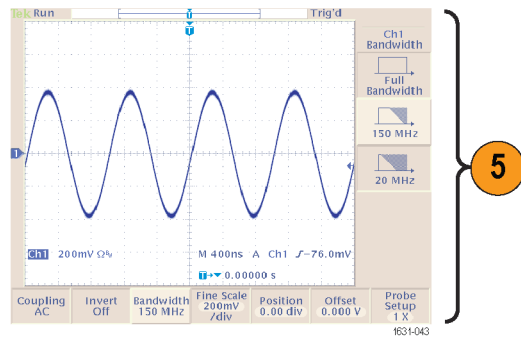 Tek Run Trig'd
Ch1
Bandwidth
Full
Bandwidth
150 MHz
20 MHz
5
1
Ch1 200mV Ω
M 400ns A Ch1 ∫ -76.0mV
0.00000 s
Coupling
AC
Invert
Off
Bandwidth
150 MHz
Fine Scale
200mV
/div
Position
0.00 div
Offset
0.000 V
Probe
Setup
1 X
1631-043